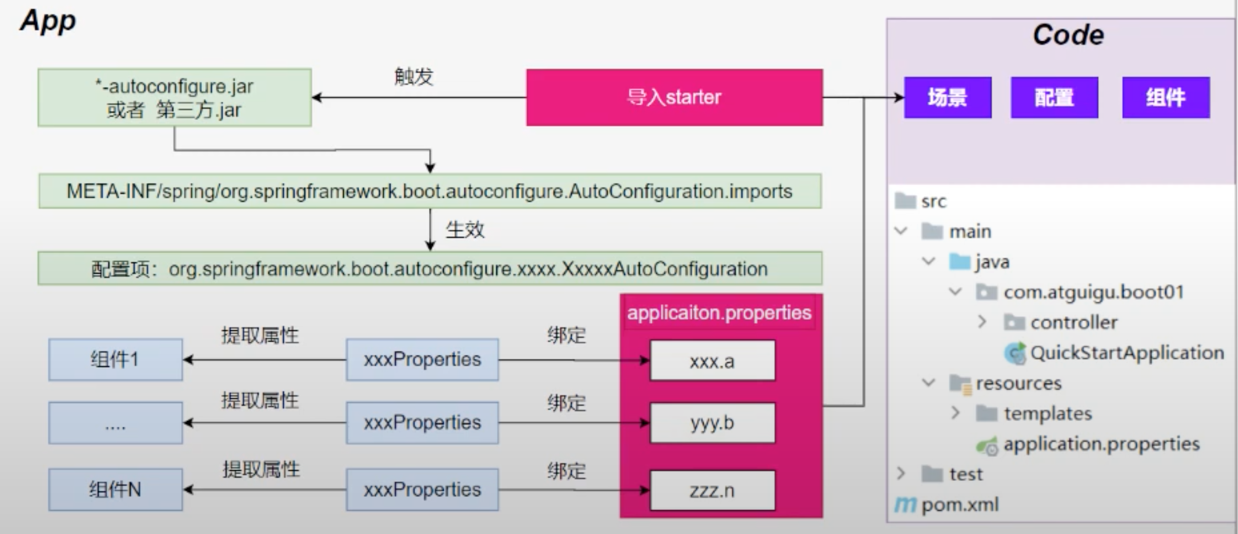 App
Code
*-autoconfigure.jar
或者 第三方.jar
触发
导入starter
场景
配置
组件
META-INF/spring/org.springframework.boot.autoconfigure.AutoConfiguration.imports
生效
配置项：org.springframework.boot.autoconfigure.xxxx.XxxxxAutoConfiguration
applicaiton.properties
组件1
提取属性
xxxProperties
绑定
xxx.a
....
提取属性
xxxProperties
绑定
yyy.b
组件N
提取属性
xxxProperties
绑定
zzz.n
src
main
java
com.atguigu.boot01
controller
QuickStartApplication
resources
templates
application.properties
test
m pom.xml